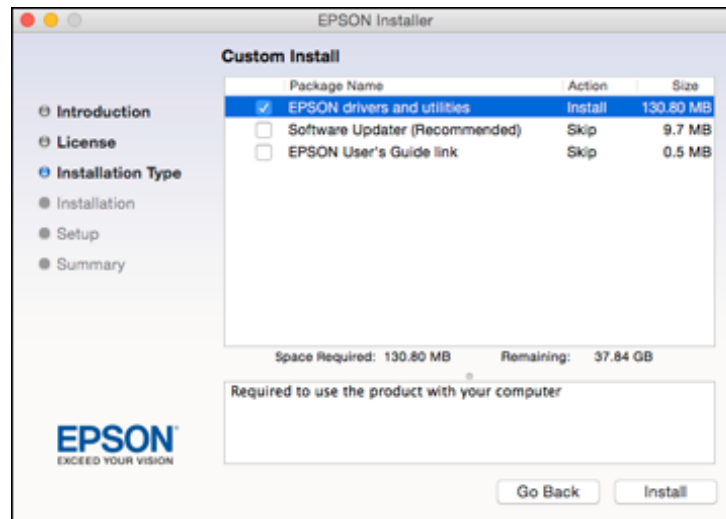 EPSON Installer
Custom Install
Package Name Action Size
EPSON drivers and utilities Install 130.80 MB
Software Updater (Recommended) Skip 9.7 MB
EPSON User's Guide link Skip 0.5 MB
Introduction
License
Installation Type
Installation
Setup
Summary
Space Required: 130.80 MB Remaining: 37.84 GB
Required to use the product with your computer
EPSON
EXCEED YOUR VISION
Go Back Install